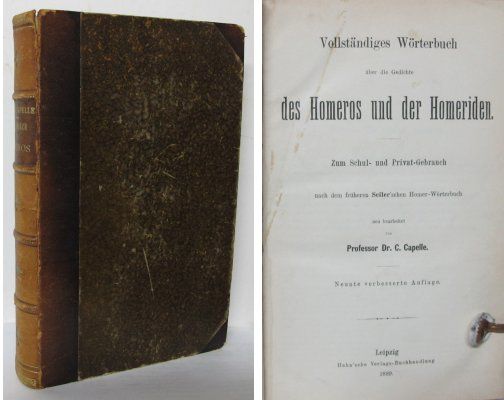 CAPELLE
Vollständiges Wörterbuch
über die Gedichte
des Homeros und der Homeriden.
Zum Schul- und Privat-Gebrauch
nach dem früheren Seiler'schen Homer-Wörterbuch
neu bearbeitet
von
Professor Dr. C. Capelle.
Neunte verbesserte Auflage.
Leipzig
Hahn'sche Verlags-Buchhandlung
1889.